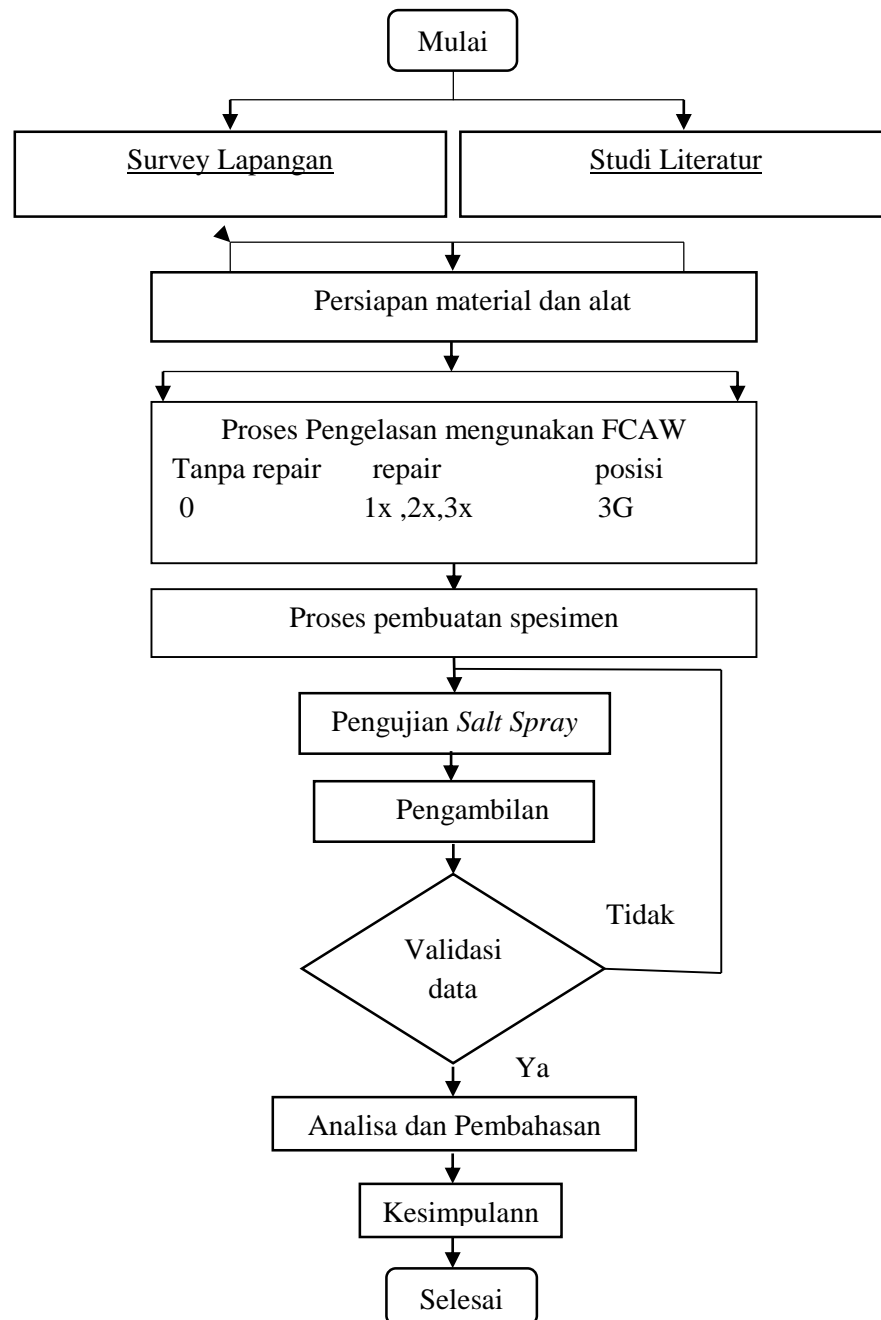 Mulai
Survey Lapangan
Studi Literatur
Persiapan material dan alat
Proses Pengelasan mengunakan FCAW
Tanpa repair repair posisi
0 1x ,2x,3x 3G
Proses pembuatan spesimen
Pengujian Salt Spray
Pengambilan
Tidak
Validasi
data
Ya
Analisa dan Pembahasan
Kesimpulann
Selesai